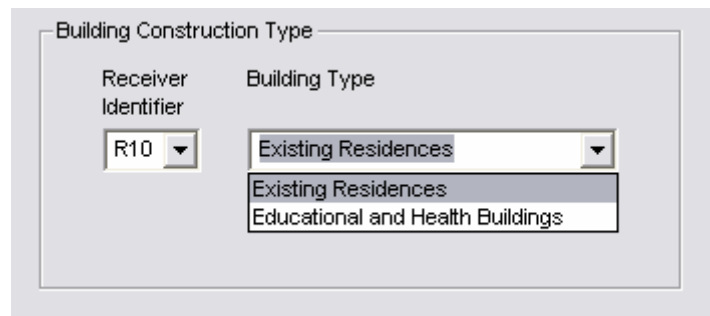 Building Construction Type
Receiver Identifier
Building Type
R10
Existing Residences
Existing Residences
Educational and Health Buildings